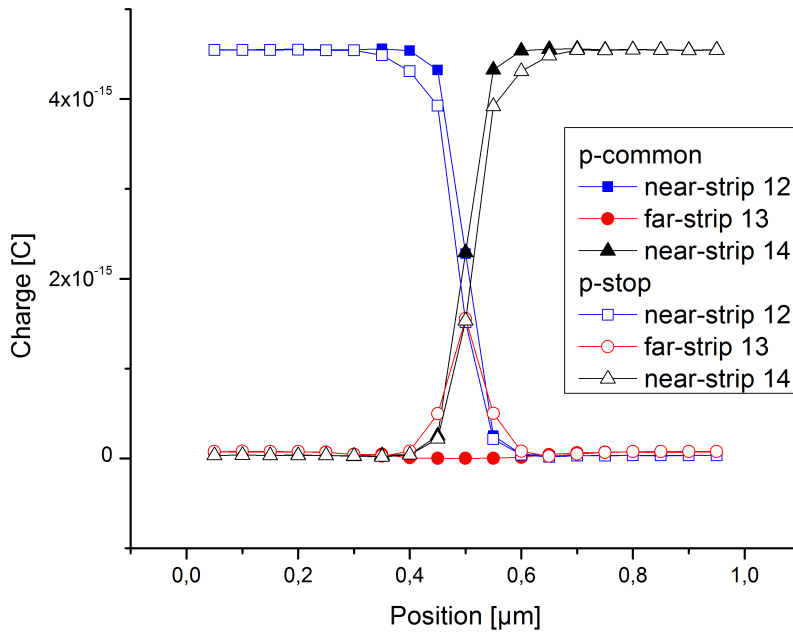 4x10-15
2x10-15
0
Charge [C]
p-common
near-strip 12
far-strip 13
near-strip 14
p-stop
near-strip 12
far-strip 13
near-strip 14
0,0 0,2 0,4 0,6 0,8 1,0
Position [µm]